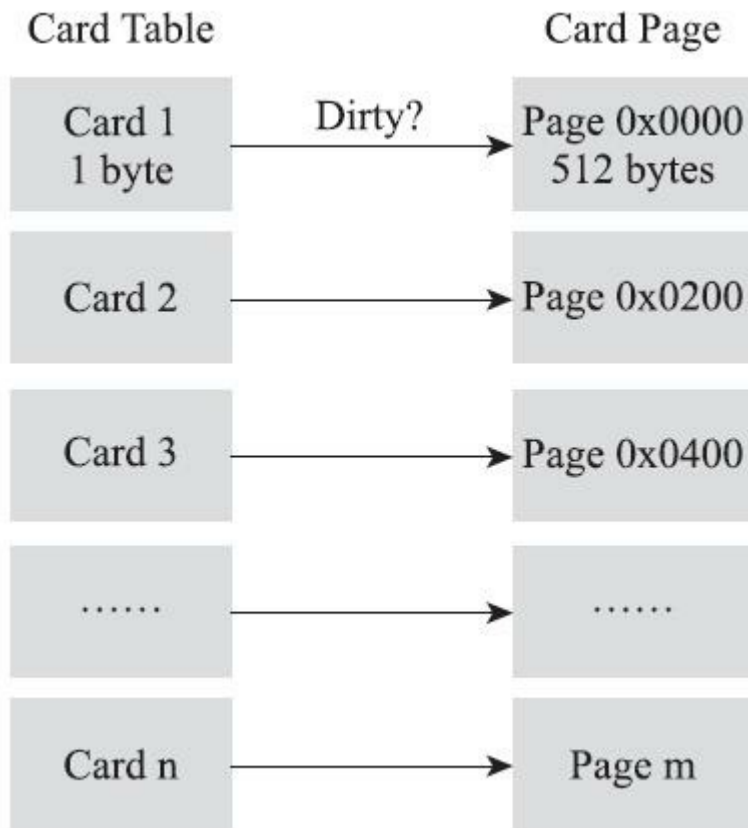 Card Table
Card Page
Card 1
1 byte
Dirty?
Page 0x0000
512 bytes
Card 2
Page 0x0200
Card 3
Page 0x0400
……
……
Card n
Page m